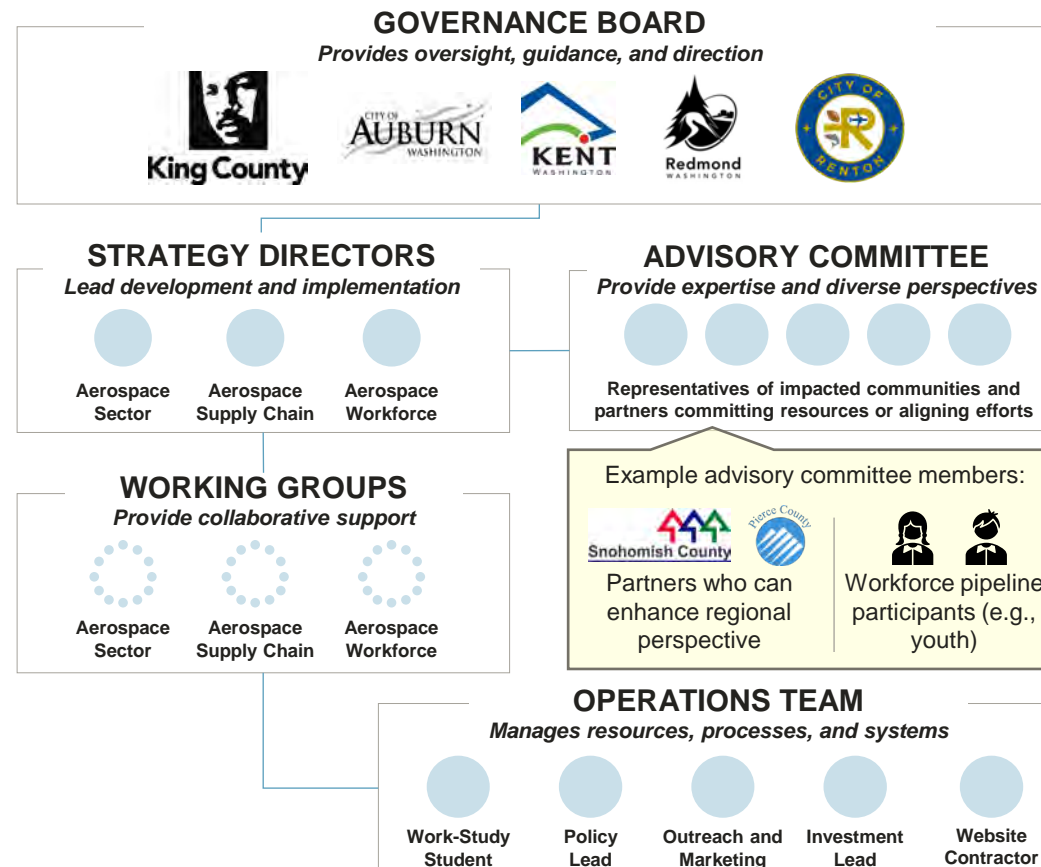 GOVERNANCE BOARD
Provides oversight, guidance, and direction
King County
CITY OF
AUBURN
WASHINGTON
KENT
WASHINGTON
Redmond
WASHINGTON
CITY OF
R
RENTON
STRATEGY DIRECTORS
Lead development and implementation
Aerospace
Sector
Aerospace
Supply Chain
Aerospace
Workforce
ADVISORY COMMITTEE
Provide expertise and diverse perspectives
Representatives of impacted communities and
partners committing resources or aligning efforts
Example advisory committee members:
Snohomish County
Pierce County
Partners who can
enhance regional
perspective
Workforce pipeline
participants (e.g.,
youth)
WORKING GROUPS
Provide collaborative support
Aerospace
Sector
Aerospace
Supply Chain
Aerospace
Workforce
OPERATIONS TEAM
Manages resources, processes, and systems
Work-Study
Student
Policy
Lead
Outreach and
Marketing
Investment
Lead
Website
Contractor